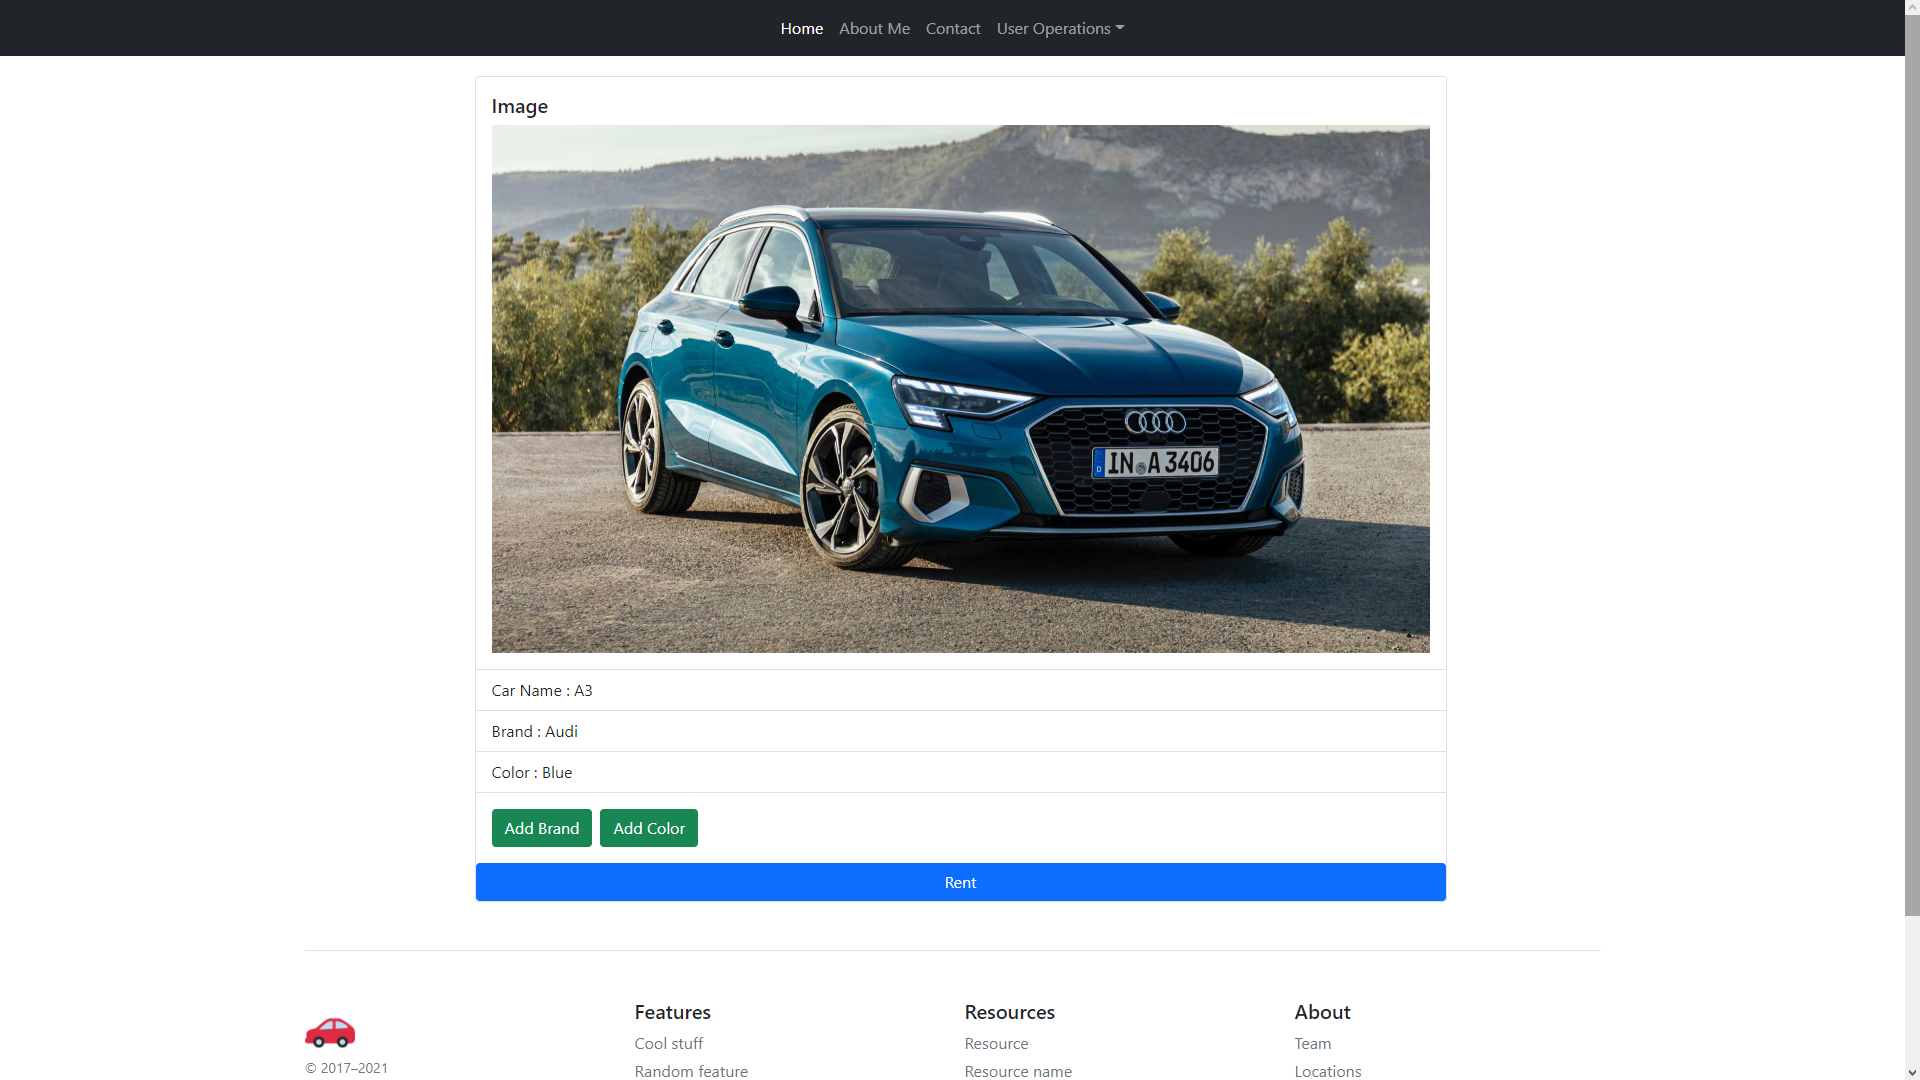 Home About Me Contact User Operations
Image
IN A 3406
Car Name : A3
Brand : Audi
Color : Blue
Add Brand Add Color
Rent
Features Resources About
Cool stuff Resource Team
© 2017–2021
Random feature Resource name Locations